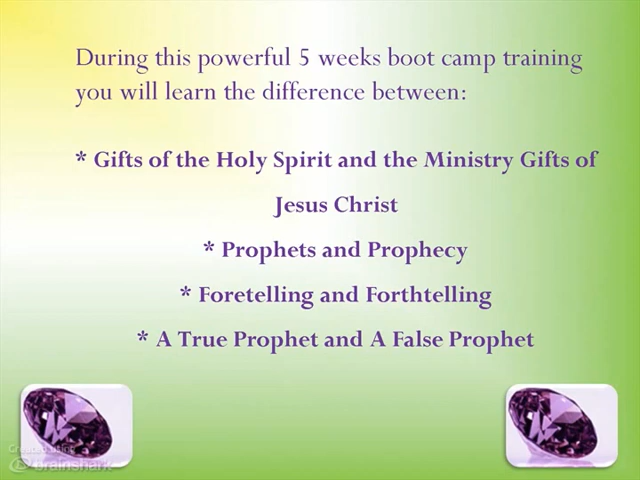 During this powerful 5 weeks boot camp training
you will learn the difference between:
* Gifts of the Holy Spirit and the Ministry Gifts of
Jesus Christ
* Prophets and Prophecy
* Foretelling and Forthtelling
* A True Prophet and A False Prophet
Created using
brainshark